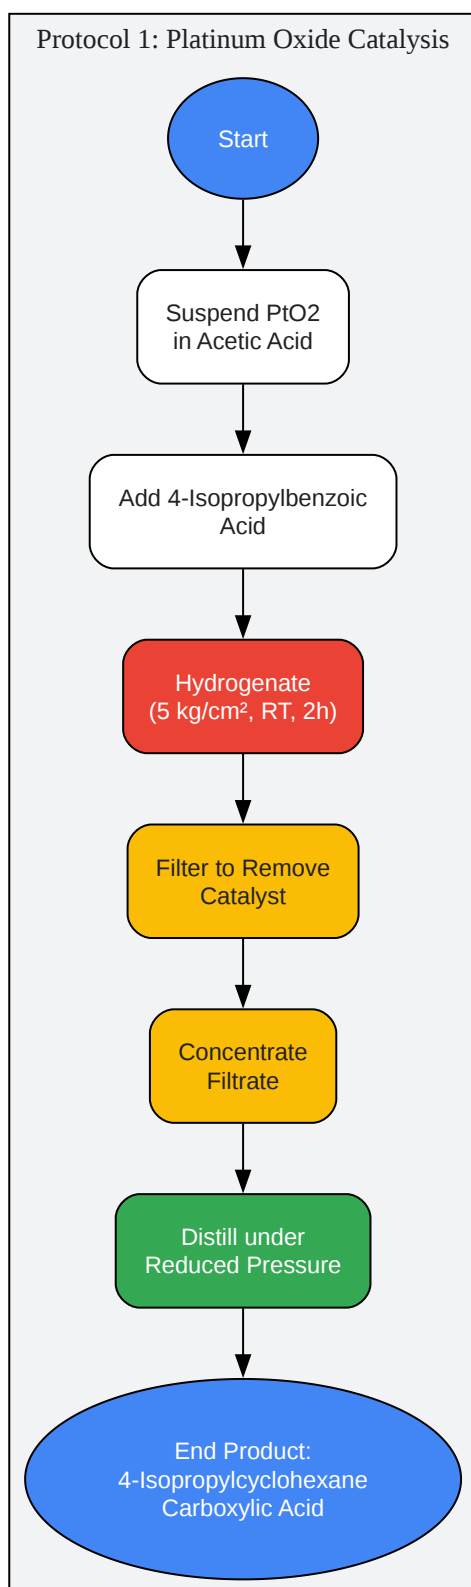 Protocol 1: Platinum Oxide Catalysis
Start
Suspend PtO2
in Acetic Acid
Add 4-Isopropylbenzoic
Acid
Hydrogenate
(5 kg/cm², RT, 2h)
Filter to Remove
Catalyst
Concentrate
Filtrate
Distill under
Reduced Pressure
End Product:
4-Isopropylcyclohexane
Carboxylic Acid